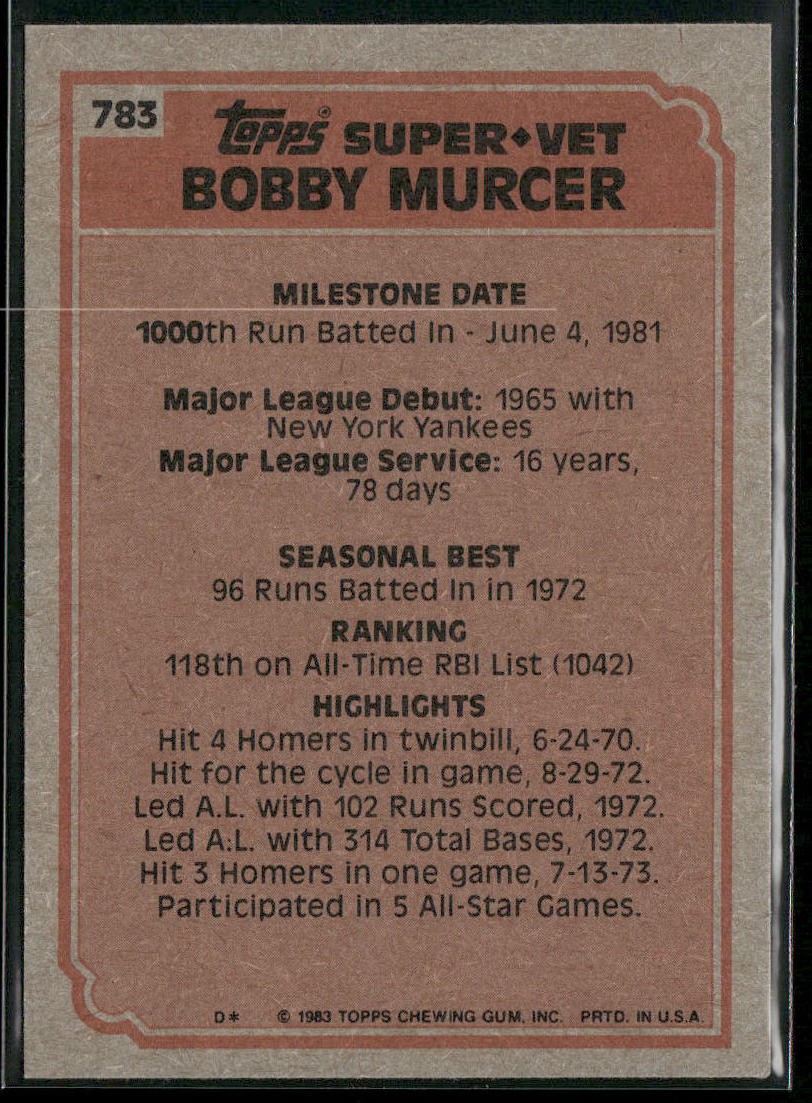 783
Topps® SUPER◆VET
BOBBY MURCER
MILESTONE DATE
1000th Run Batted In - June 4, 1981
Major League Debut: 1965 with
New York Yankees
Major League Service: 16 years,
78 days
SEASONAL BEST
96 Runs Batted In in 1972
RANKING
118th on All-Time RBI List (1042)
HIGHLIGHTS
Hit 4 Homers in twinbill, 6-24-70.
Hit for the cycle in game, 8-29-72.
Led A.L. with 102 Runs Scored, 1972.
Led A.L. with 314 Total Bases, 1972.
Hit 3 Homers in one game, 7-13-73.
Participated in 5 All-Star Games.
D* © 1983 TOPPS CHEWING GUM, INC. PRTD. IN U.S.A.